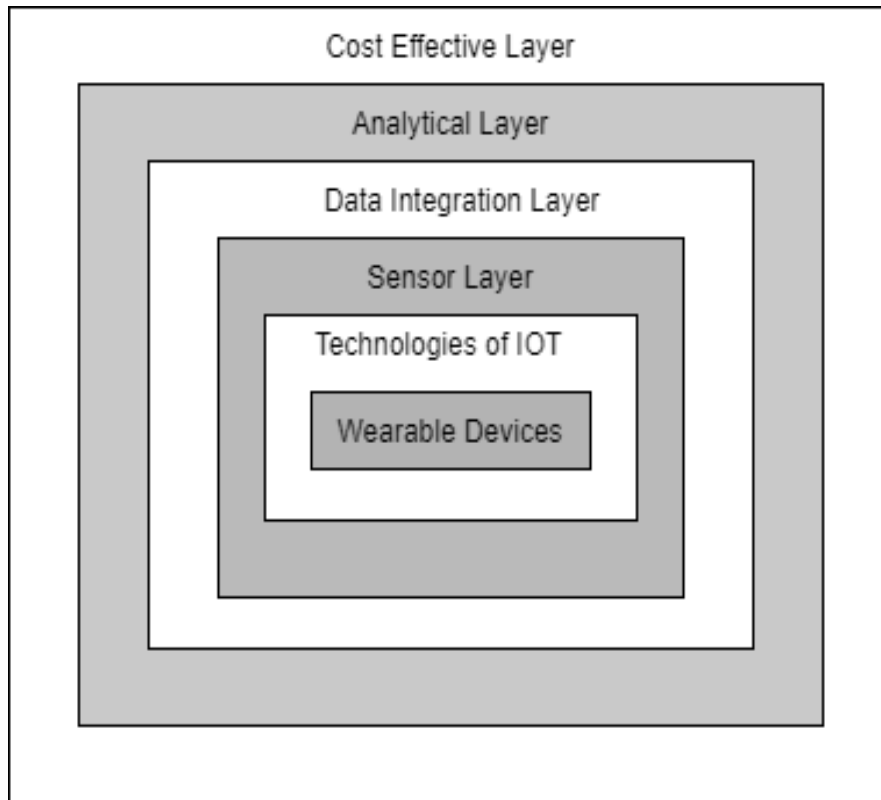 Cost Effective Layer
Analytical Layer
Data Integration Layer
Sensor Layer
Technologies of IOT
Wearable Devices